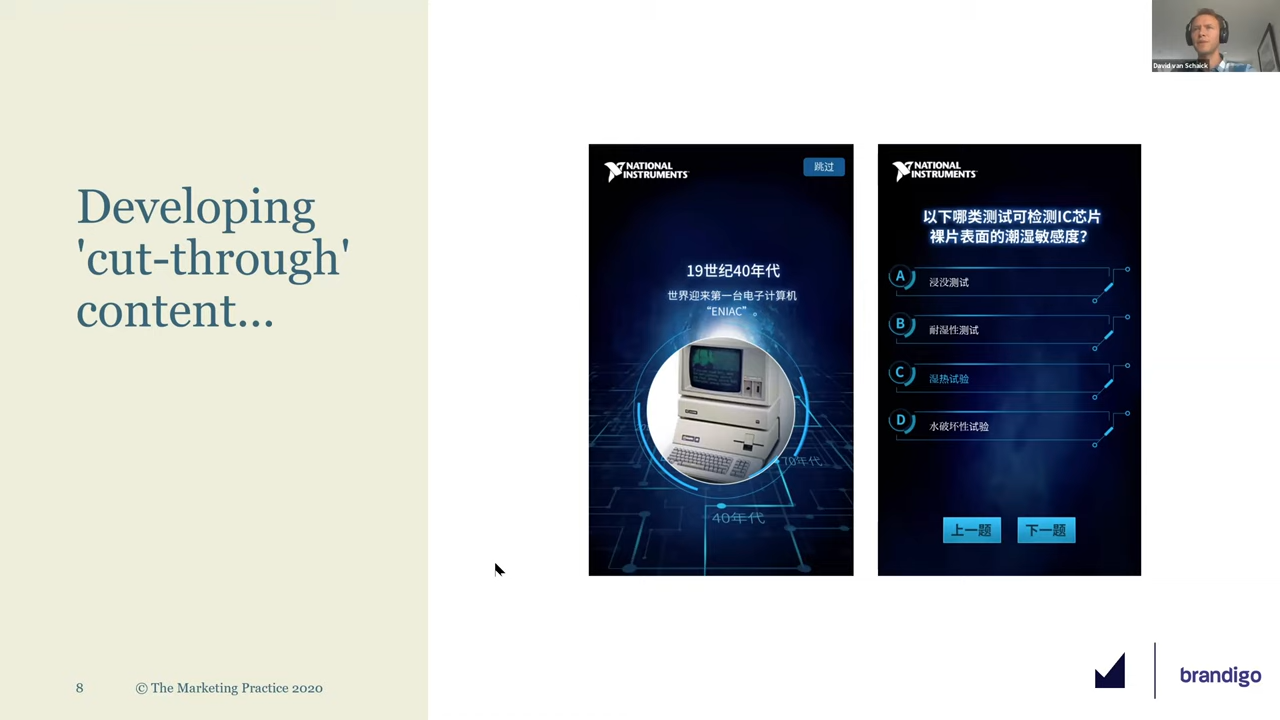 David van Schaick
Developing
'cut-through'
content...
NATIONAL
INSTRUMENTS
跳过
19世纪40年代
世界迎来第一台电子计算机
“ENIAC”。
70年代
40年代
NATIONAL
INSTRUMENTS
以下哪类测试可检测IC芯片
裸片表面的潮湿敏感度？
A 浸没测试
B 耐湿性测试
C 湿热试验
D 水破坏性试验
上一题 下一题
8 © The Marketing Practice 2020
brandigo